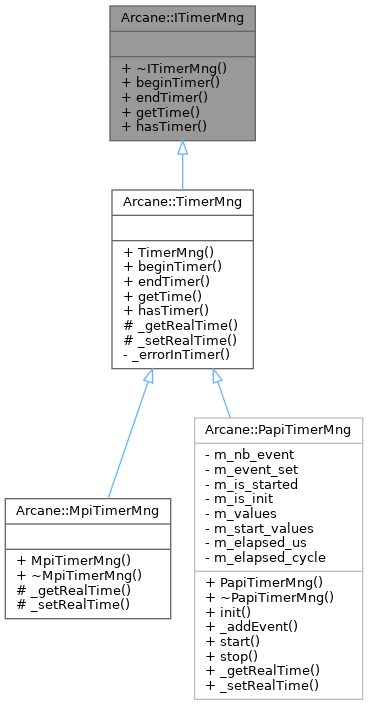 Arcane::ITimerMng
+ ~ITimerMng()
+ beginTimer()
+ endTimer()
+ getTime()
+ hasTimer()
Arcane::TimerMng
+ TimerMng()
+ beginTimer()
+ endTimer()
+ getTime()
+ hasTimer()
# _getRealTime()
# _setRealTime()
- _errorInTimer()
Arcane::MpiTimerMng
+ MpiTimerMng()
+ ~MpiTimerMng()
# _getRealTime()
# _setRealTime()
Arcane::PapiTimerMng
- m_nb_event
- m_event_set
- m_is_started
- m_is_init
- m_values
- m_start_values
- m_elapsed_us
- m_elapsed_cycle
+ PapiTimerMng()
+ ~PapiTimerMng()
+ init()
+ _addEvent()
+ start()
+ stop()
+ _getRealTime()
+ _setRealTime()